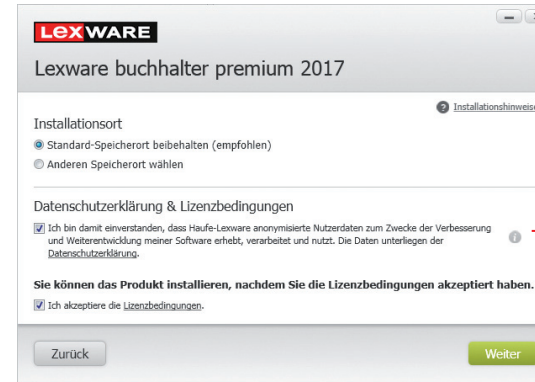 LEXWARE
Lexware buchhalter premium 2017
Installationshinweise
Installationsort
Standard-Speicherort beibehalten (empfohlen)
Anderen Speicherort wählen
Datenschutzerklärung & Lizenzbedingungen
Ich bin damit einverstanden, dass Haufe-Lexware anonymisierte Nutzerdaten zum Zwecke der Verbesserung
und Weiterentwicklung meiner Software erhebt, verarbeitet und nutzt. Die Daten unterliegen der
Datenschutzerklärung.
Sie können das Produkt installieren, nachdem Sie die Lizenzbedingungen akzeptiert haben.
Ich akzeptiere die Lizenzbedingungen.
Zurück
Weiter